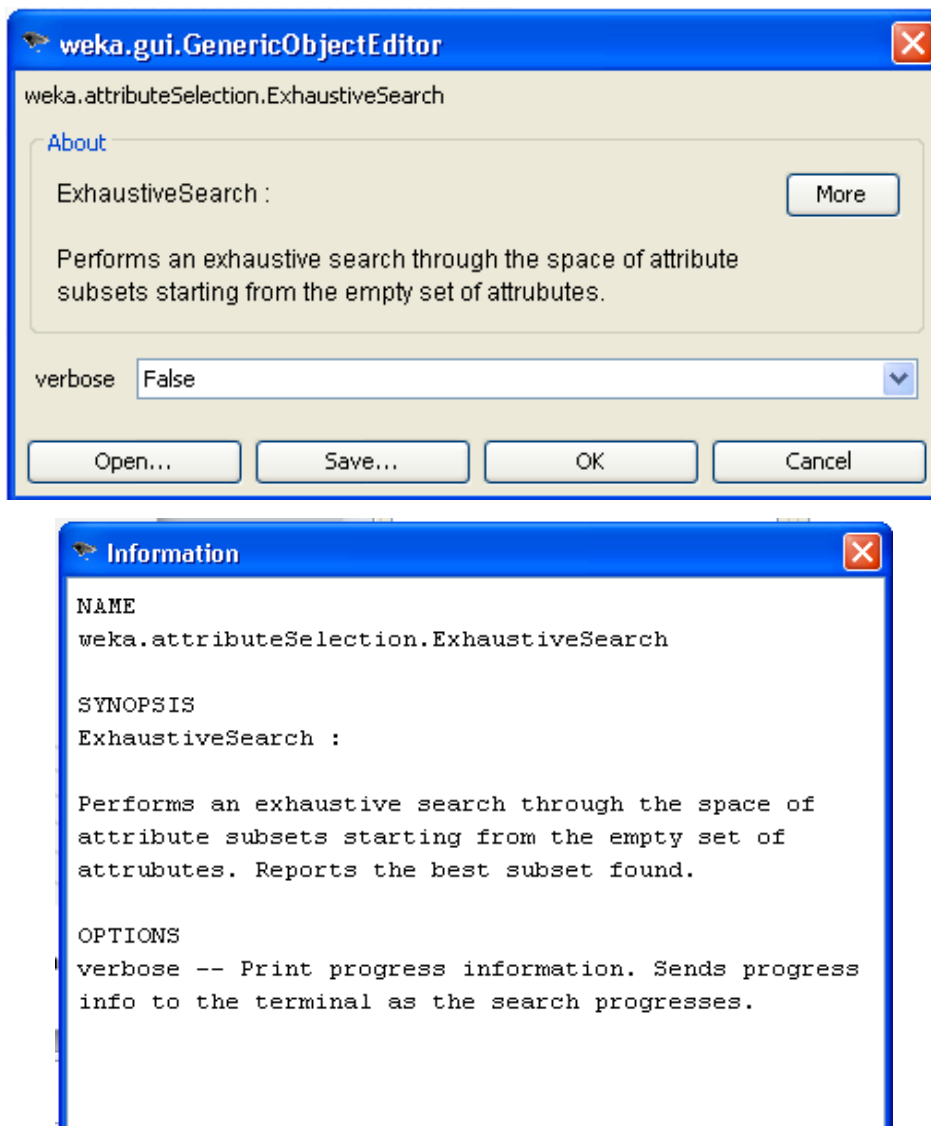 weka.gui.GenericObjectEditor
weka.attributeSelection.ExhaustiveSearch
About
ExhaustiveSearch :
More
Performs an exhaustive search through the space of attribute
subsets starting from the empty set of attrubutes.
verbose False
Open... Save... OK Cancel
Information
NAME
weka.attributeSelection.ExhaustiveSearch
SYNOPSIS
ExhaustiveSearch :
Performs an exhaustive search through the space of
attribute subsets starting from the empty set of
attrubutes. Reports the best subset found.
OPTIONS
verbose -- Print progress information. Sends progress
info to the terminal as the search progresses.